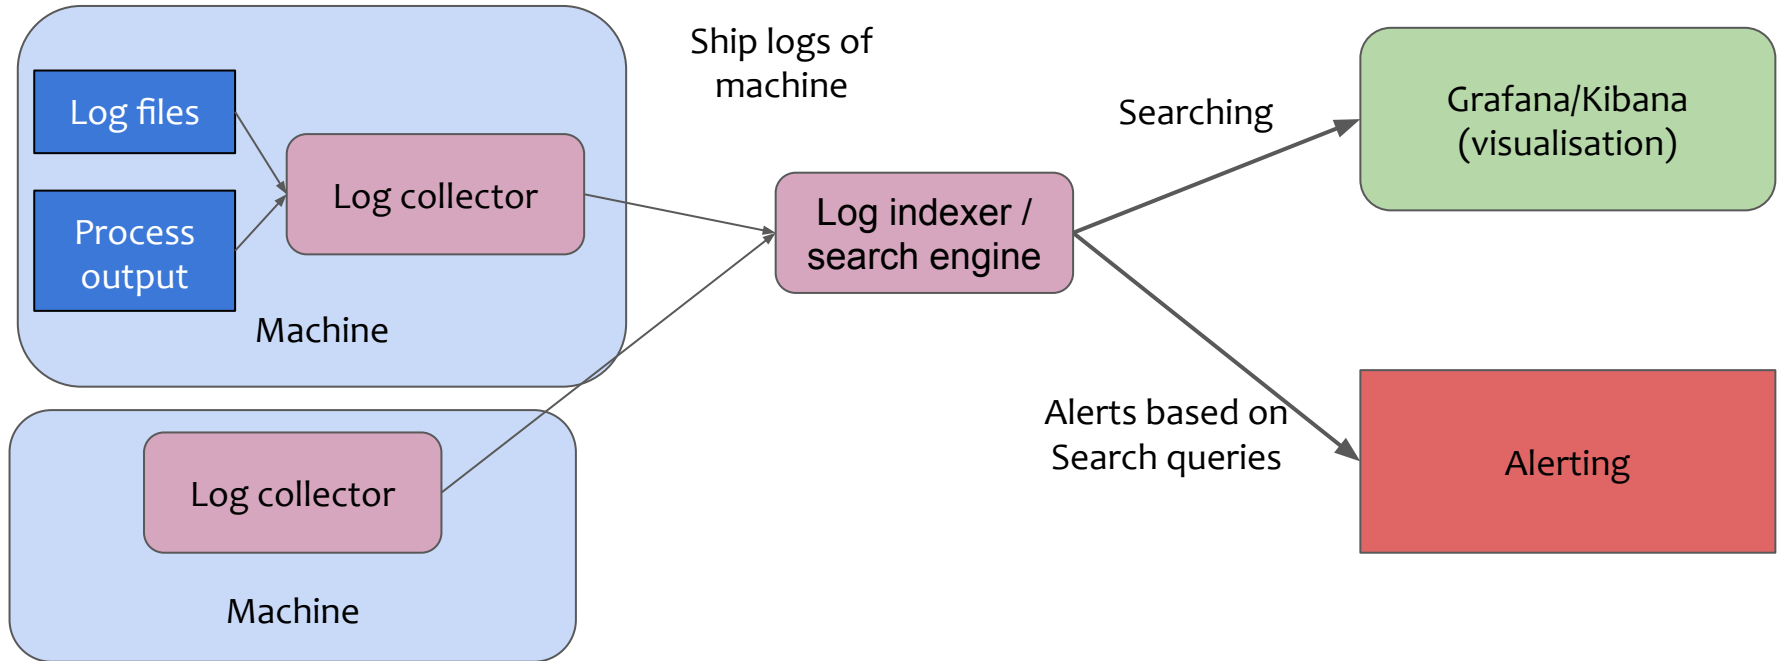 Log files
Process
output
Log collector
Machine
Log collector
Machine
Ship logs of
machine
Log indexer /
search engine
Searching
Alerts based on
Search queries
Grafana/Kibana
(visualisation)
Alerting